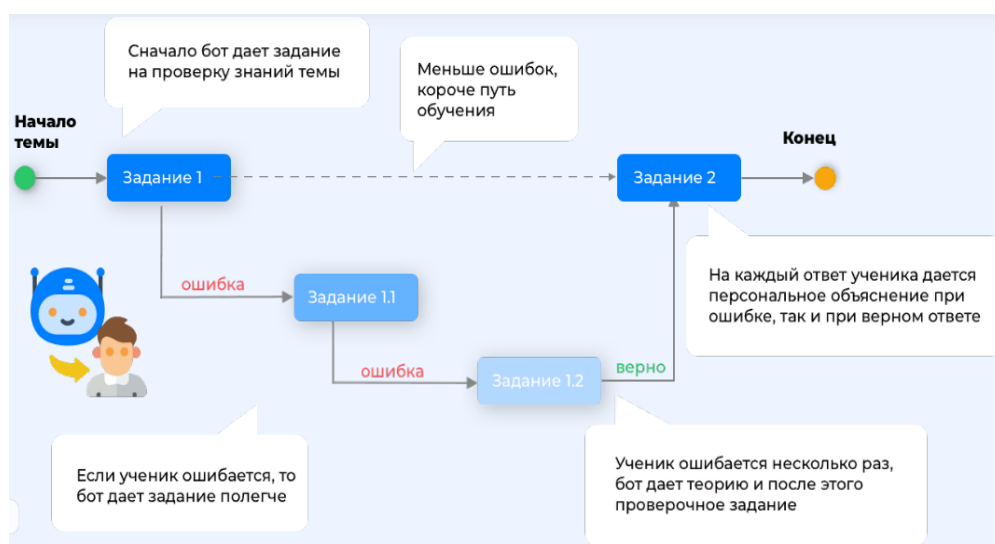 Сначало бот дает задание
на проверку знаний темы
Меньше ошибок,
короче путь
обучения
Начало
темы
Конец
Задание 1
Задание 2
На каждый ответ ученика дается
персональное объяснение при
ошибке, так и при верном ответе
ошибка
Задание 1.1
ошибка
Задание 1.2
верно
Если ученик ошибается, то
бот дает задание полегче
Ученик ошибается несколько раз,
бот дает теорию и после этого
проверочное задание